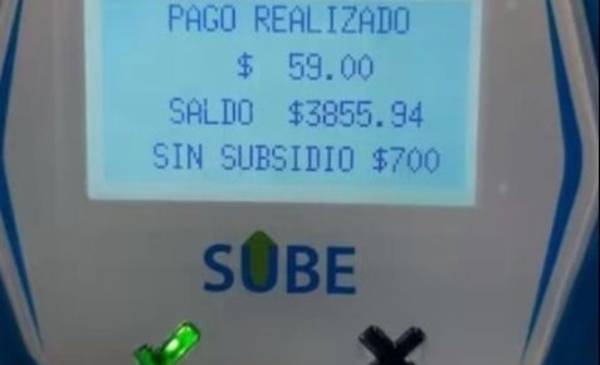 PAGO REALIZADO
$ 59.00
SALDO $3855.94
SIN SUBSIDIO $700
SUBE